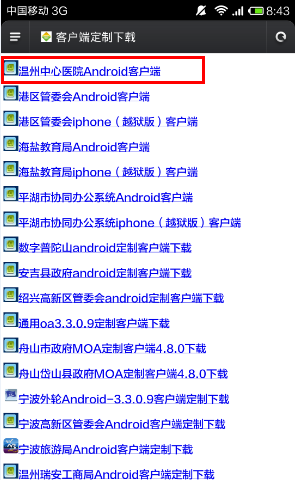 中国移动 3G 8:43
客户端定制下载
温州中心医院Android客户端
港区管委会Android客户端
港区管委会iphone（越狱版）客户端
海盐教育局Android客户端
海盐教育局iphone（越狱版）客户端
平湖市协同办公系统Android客户端
平湖市协同办公系统iphone（越狱版）客户端
数字普陀山android定制客户端下载
安吉县政府android定制客户端下载
绍兴高新区管委会android定制客户端下载
通用oa3.3.0.9定制客户端下载
舟山市政府MOA定制客户端4.8.0下载
舟山岱山县政府MOA定制客户端4.8.0下载
宁波外轮Android-3.3.0.9客户端定制下载
宁波高新区管委会Android客户端定制下载
宁波旅游局Android客户端定制下载
温州瑞安工商局Android客户端定制下载